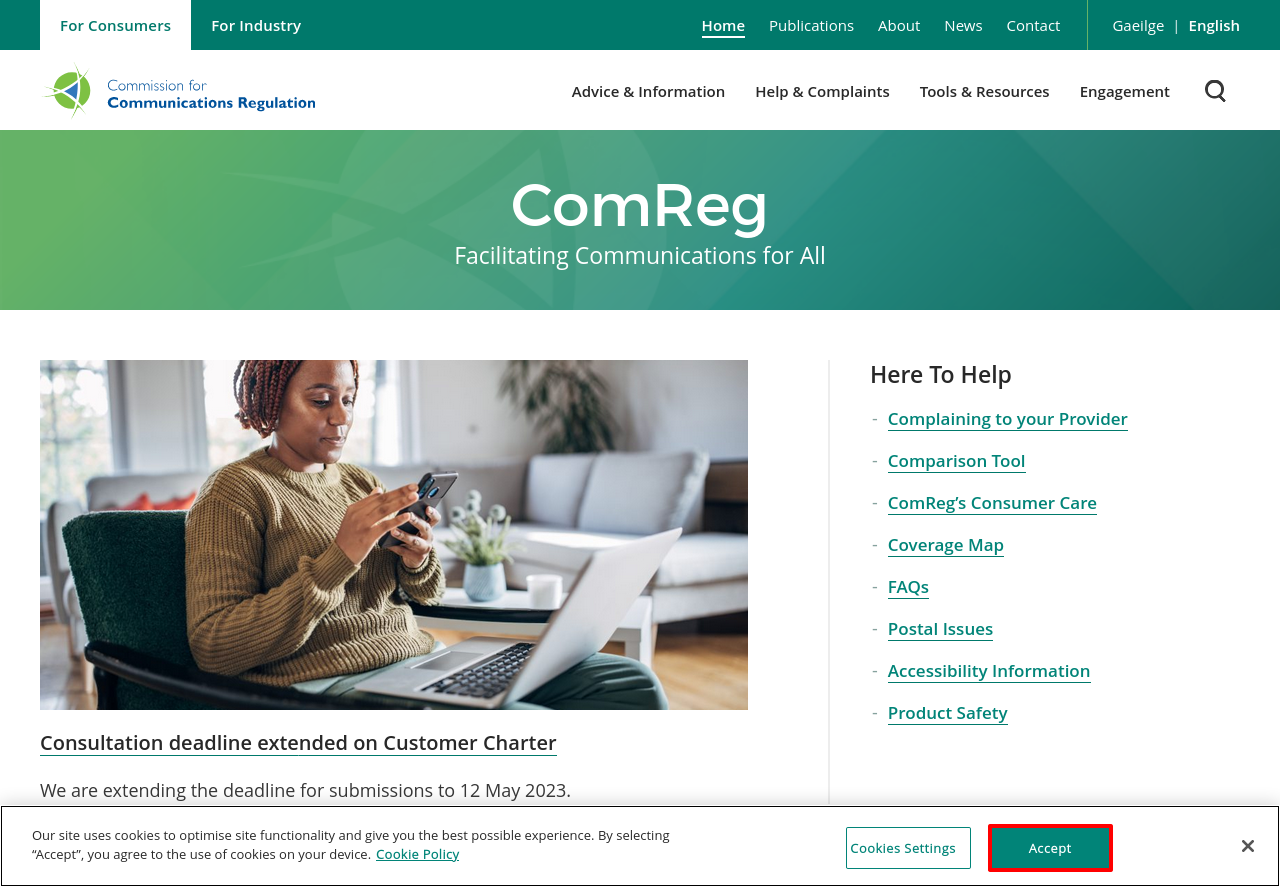 For Consumers
For Industry
Home
Publications
About
News
Contact
Gaeilge | English
Commission for
Communications Regulation
Advice & Information
Help & Complaints
Tools & Resources
Engagement
ComReg
Facilitating Communications for All
Consultation deadline extended on Customer Charter
We are extending the deadline for submissions to 12 May 2023.
Here To Help
- Complaining to your Provider
- Comparison Tool
- ComReg’s Consumer Care
- Coverage Map
- FAQs
- Postal Issues
- Accessibility Information
- Product Safety
Our site uses cookies to optimise site functionality and give you the best possible experience. By selecting
“Accept”, you agree to the use of cookies on your device. Cookie Policy
Cookies Settings
Accept